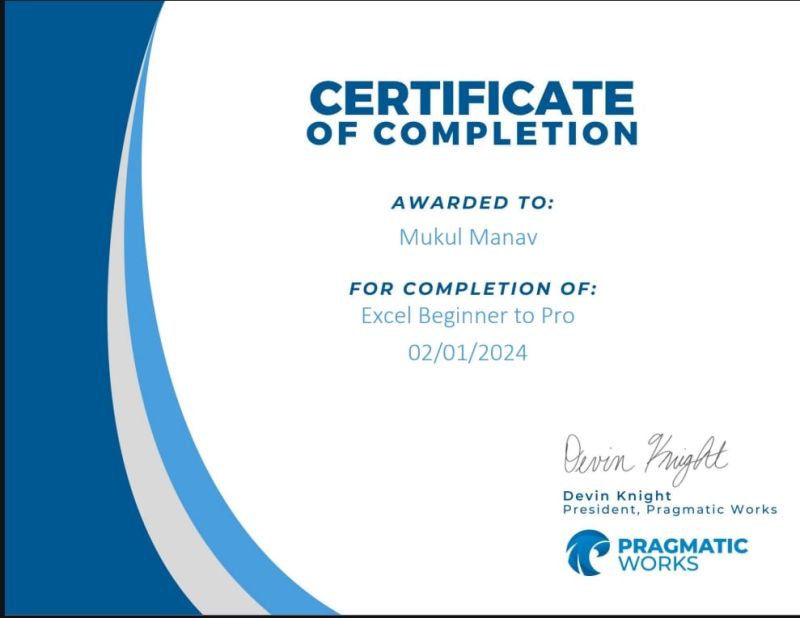 CERTIFICATE
OF COMPLETION
AWARDED TO:
Mukul Manav
FOR COMPLETION OF:
Excel Beginner to Pro
02/01/2024
Devin Knight
Devin Knight
President, Pragmatic Works
PRAGMATIC
WORKS